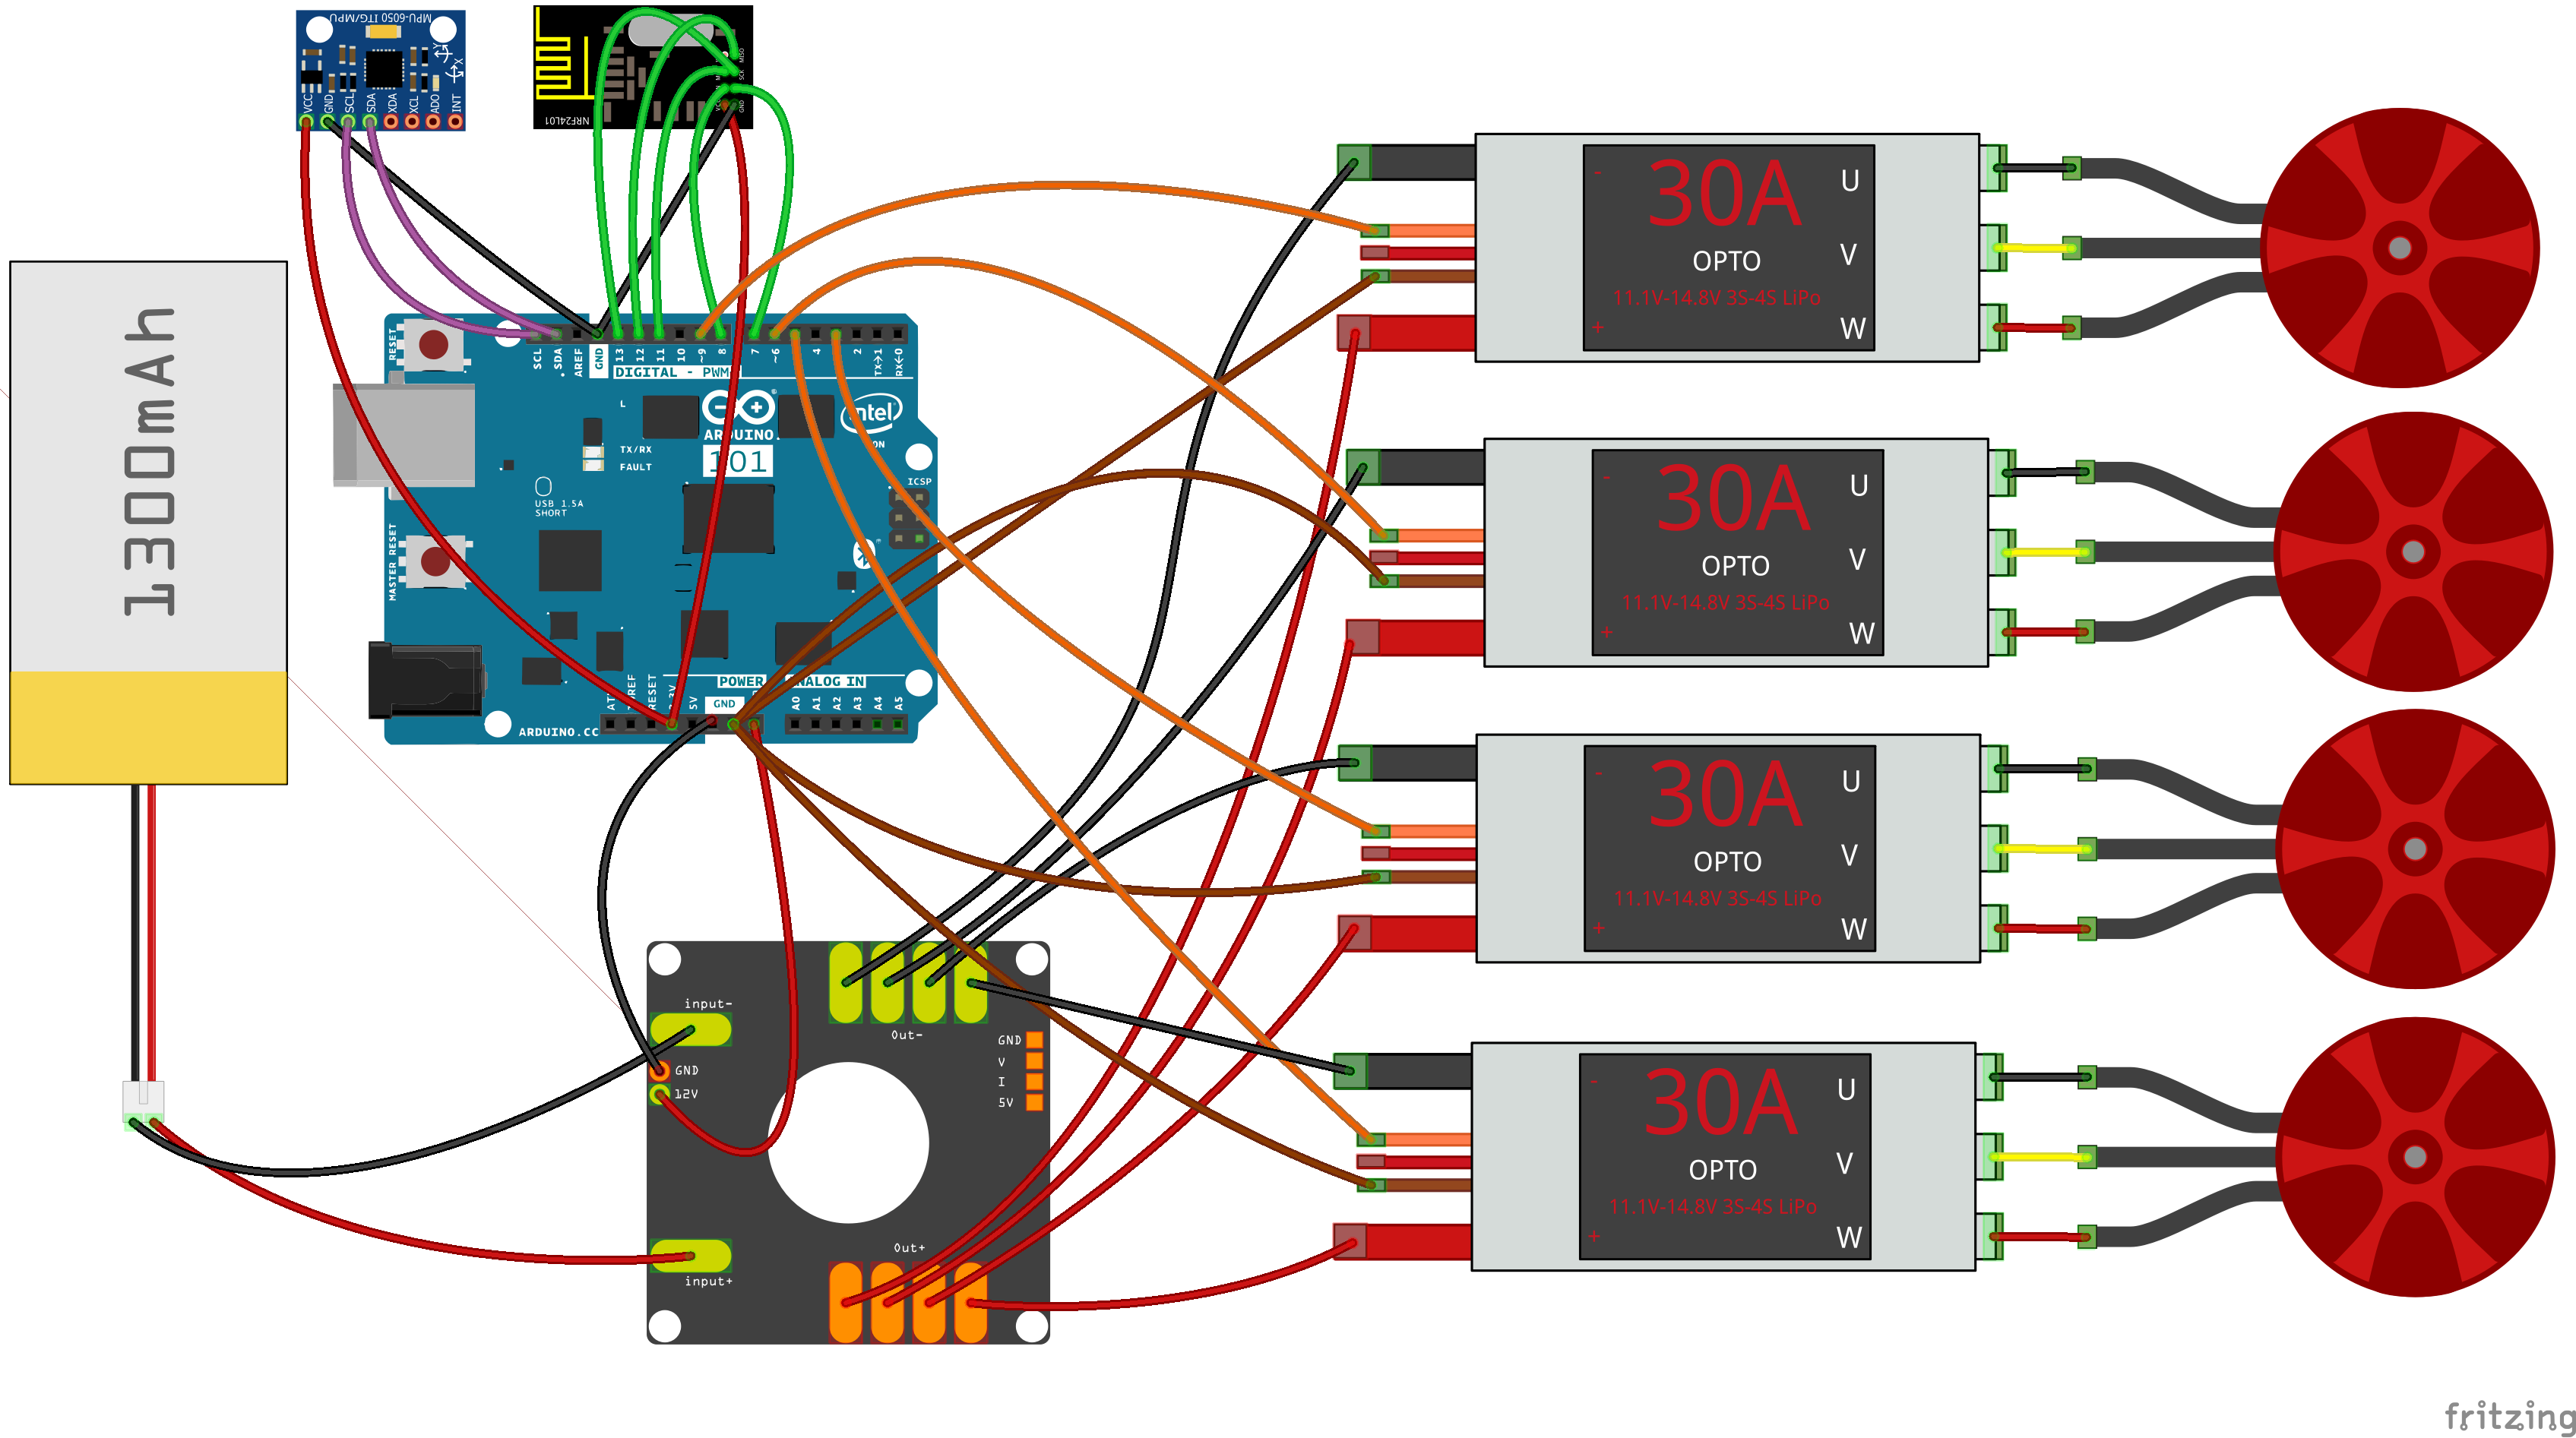 MPU-6050 ITG/MPU
Y
X
VCC
GND
SCL
SDA
XDA
XCL
ADO
INT
NRF24L01
MISO
SCK
GND
1300mAh
RESET
SCL
SDA
AREF
GND
13
12
11
10
~9
8
7
~6
4
2
TX→1
RX←0
DIGITAL - PWM
L
TX/RX
FAULT
ARDUINO.
101
intel
ICSP
USB 1.5A
SHORT
MASTER RESET
ARDUINO.CC
RESET
5V
POWER
GND
ANALOG IN
A0
A1
A2
A3
A4
A5
input-
GND
12V
input+
Out-
GND
V
I
5V
Out+
-
30A
OPTO
11.1V-14.8V 3S-4S LiPo
+
U
V
W
-
30A
OPTO
11.1V-14.8V 3S-4S LiPo
+
U
V
W
-
30A
OPTO
11.1V-14.8V 3S-4S LiPo
+
U
V
W
-
30A
OPTO
11.1V-14.8V 3S-4S LiPo
+
U
V
W
fritzing